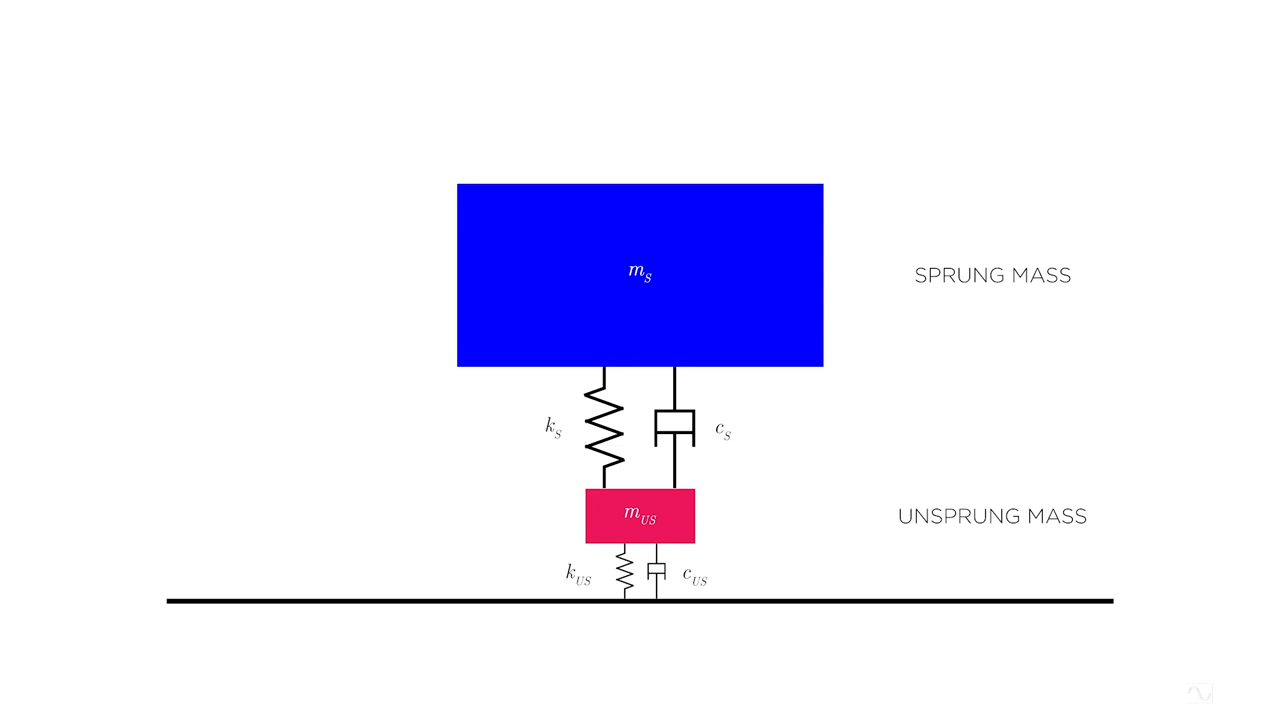 m_S
SPRUNG MASS
k_S
c_S
m_US
UNSPRUNG MASS
k_US
c_US